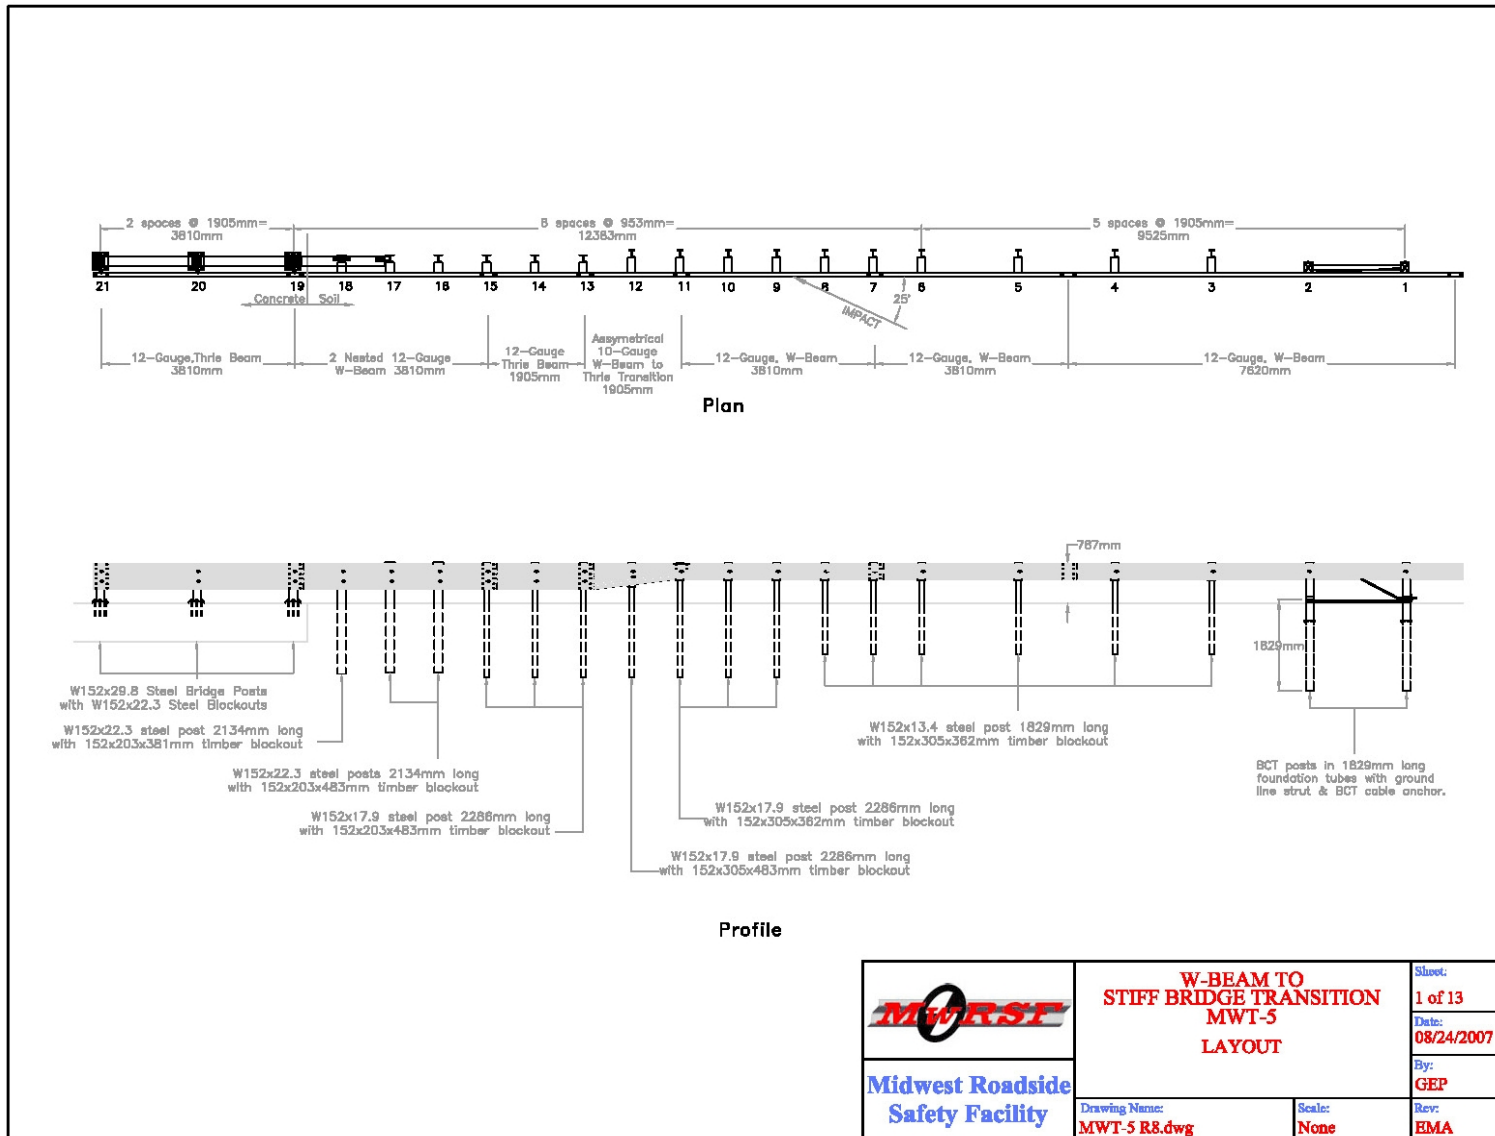 2 spaces @ 1905mm=
3810mm
8 spaces @ 953mm=
12383mm
5 spaces @ 1905mm=
9525mm
21 20 19 18 17 16 15 14 13 12 11 10 9 8 7 6 5 4 3 2 1
Concrete Soil
IMPACT
25°
12-Gauge, Thrie Beam
3810mm
2 Nested 12-Gauge
W-Beam 3810mm
12-Gauge
Thrie Beam
1905mm
Assymetrical
10-Gauge
W-Beam to
Thrie Transition
1905mm
12-Gauge, W-Beam
3810mm
12-Gauge, W-Beam
3810mm
12-Gauge, W-Beam
7620mm
Plan
787mm
1829mm
W152x29.8 Steel Bridge Posts
with W152x22.3 Steel Blockouts
W152x22.3 steel post 2134mm long
with 152x203x381mm timber blockout
W152x22.3 steel posts 2134mm long
with 152x203x483mm timber blockout
W152x17.9 steel post 2286mm long
with 152x203x483mm timber blockout
W152x17.9 steel post 2286mm long
with 152x305x483mm timber blockout
W152x17.9 steel post 2286mm long
with 152x305x362mm timber blockout
W152x13.4 steel post 1829mm long
with 152x305x362mm timber blockout
BCT posts in 1829mm long
foundation tubes with ground
line strut & BCT cable anchor.
Profile
MwRSF
Midwest Roadside
Safety Facility
W-BEAM TO
STIFF BRIDGE TRANSITION
MWT-5
LAYOUT
Drawing Name:
MWT-5 R8.dwg
Scale:
None
Sheet:
1 of 13
Date:
08/24/2007
By:
GEP
Rev:
EMA